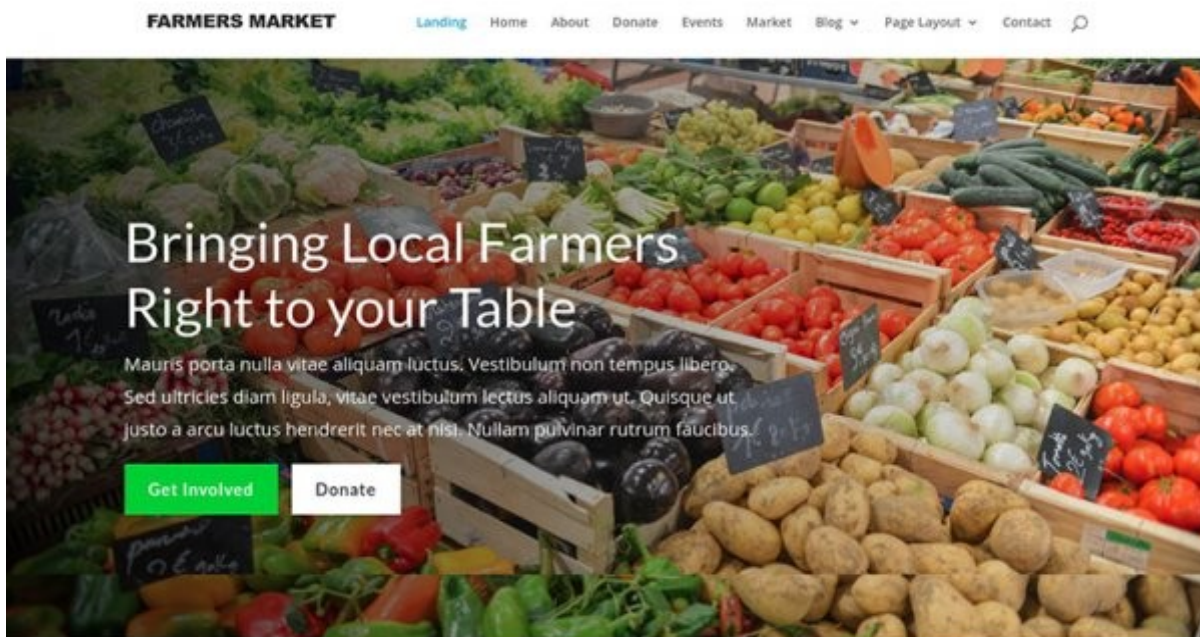 FARMERS MARKET
Landing Home About Donate Events Market Blog Page Layout Contact
Bringing Local Farmers
Right to your Table
Mauris porta nulla vitae aliquam luctus. Vestibulum non tempus libero.
Sed ultricies diam ligula, vitae vestibulum lectus aliquam ut. Quisque ut
justo a arcu luctus hendrerit nec at nisl. Nullam pulvinar rutrum faucibus.
Get Involved Donate